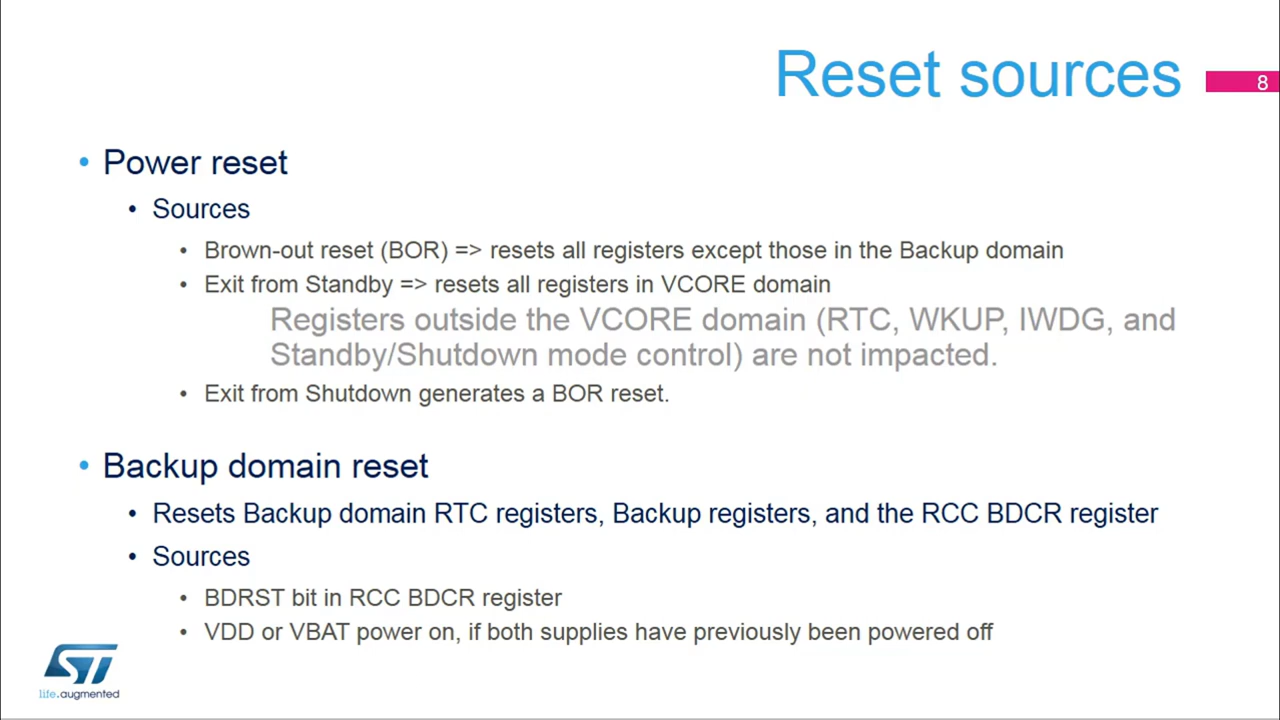 Reset sources
8
• Power reset
• Sources
• Brown-out reset (BOR) => resets all registers except those in the Backup domain
• Exit from Standby => resets all registers in VCORE domain
Registers outside the VCORE domain (RTC, WKUP, IWDG, and
Standby/Shutdown mode control) are not impacted.
• Exit from Shutdown generates a BOR reset.
• Backup domain reset
• Resets Backup domain RTC registers, Backup registers, and the RCC BDCR register
• Sources
• BDRST bit in RCC BDCR register
• VDD or VBAT power on, if both supplies have previously been powered off
ST
life.augmented